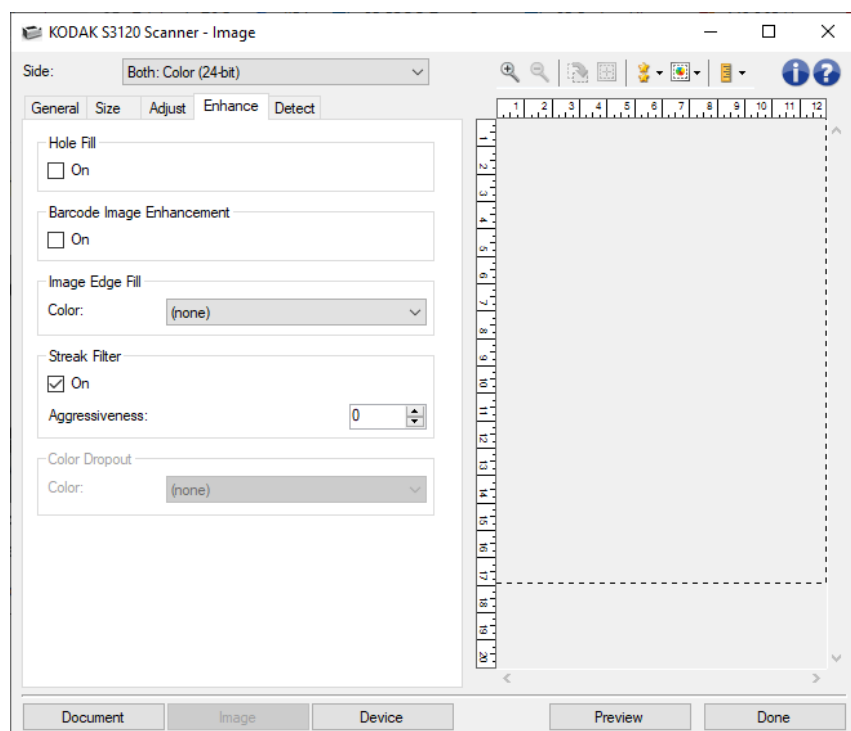 KODAK S3120 Scanner - Image
Side: Both: Color (24-bit)
General Size Adjust Enhance Detect
Hole Fill
On
Barcode Image Enhancement
On
Image Edge Fill
Color: (none)
Streak Filter
On
Aggressiveness: 0
Color Dropout
Color: (none)
1 2 3 4 5 6 7 8 9 10 11 12
1
2
3
4
5
6
7
8
9
10
11
12
13
14
15
16
17
18
19
20
Document Image Device Preview Done